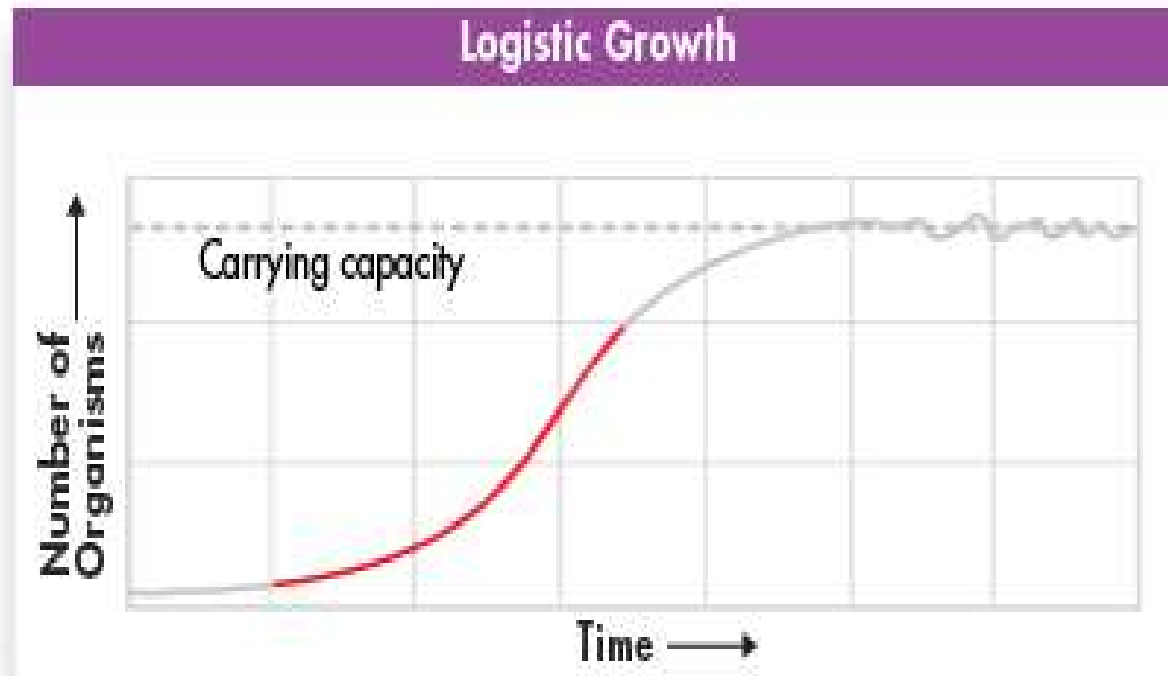 Logistic Growth
Carrying capacity
Number of
Organisms
Time